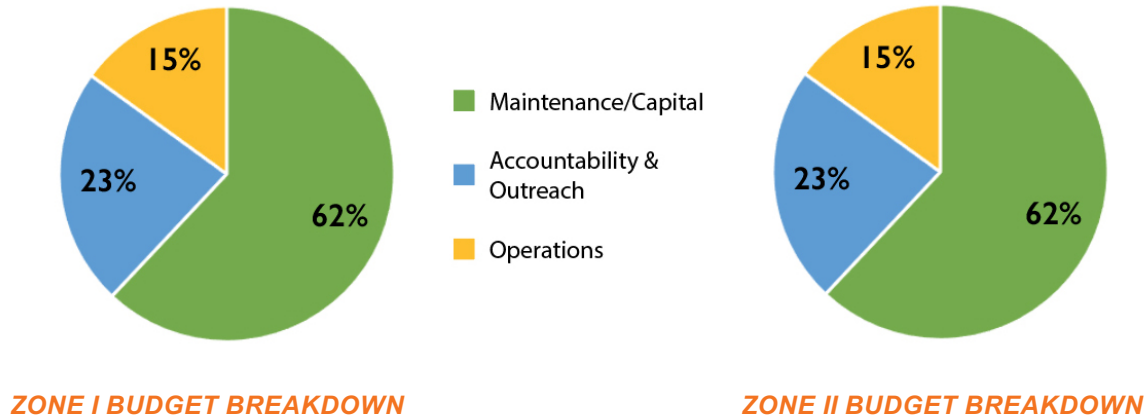 15%
23%
62%
Maintenance/Capital
Accountability &
Outreach
Operations
15%
23%
62%
ZONE I BUDGET BREAKDOWN
ZONE II BUDGET BREAKDOWN